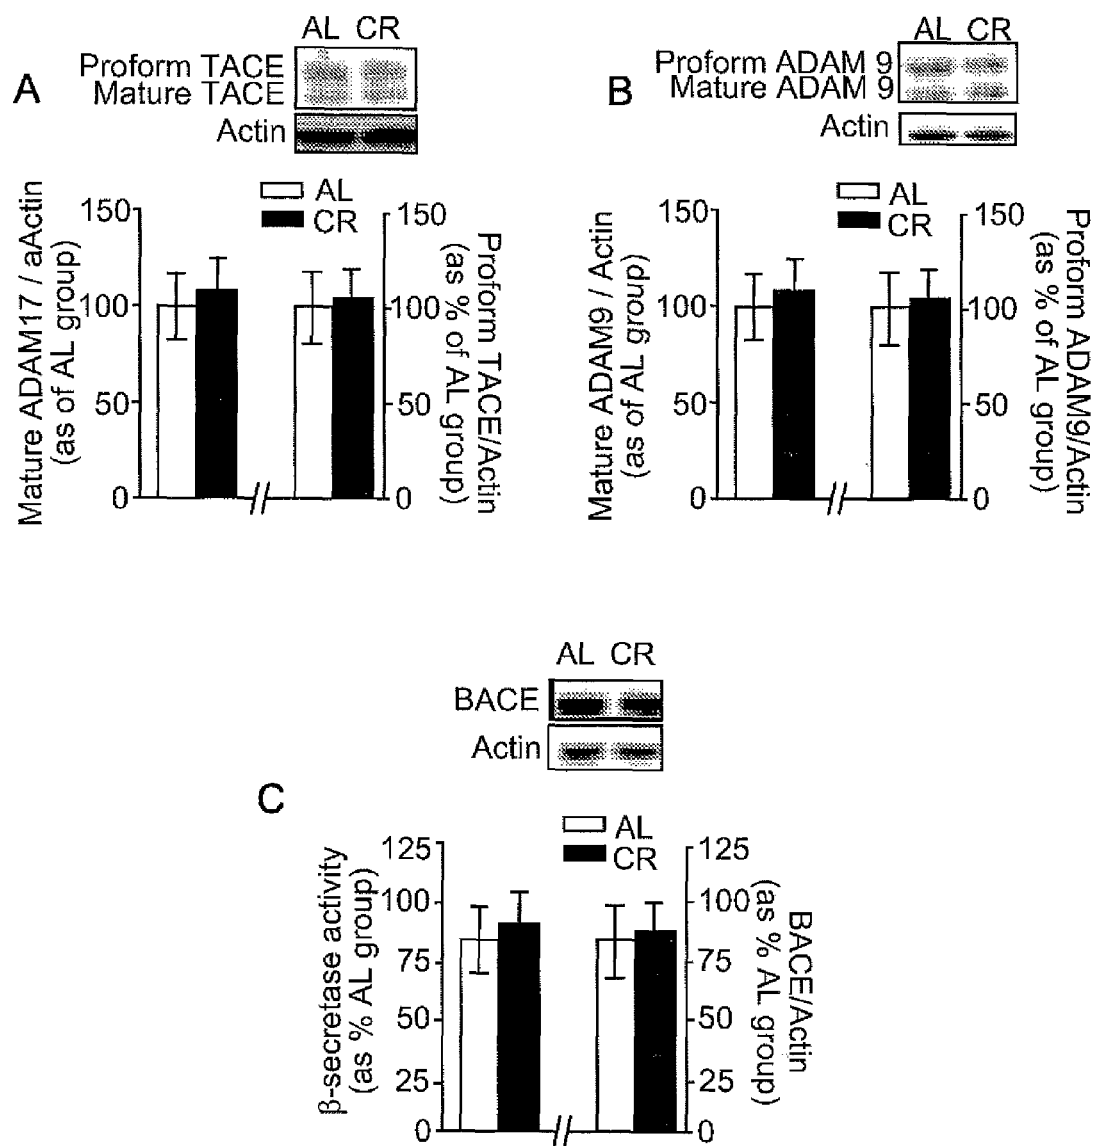 A
AL CR
Proform TACE
Mature TACE
Actin
AL
CR
Mature ADAM17 / aActin
(as of AL group)
150
100
50
0
150
100
50
0
Proform TACE/Actin
(as % of AL group)
B
AL CR
Proform ADAM 9
Mature ADAM 9
Actin
AL
CR
Mature ADAM9 / Actin
(as % of AL group)
150
100
50
0
150
100
50
0
Proform ADAM9/Actin
(as % of AL group)
C
AL CR
BACE
Actin
AL
CR
β-secretase activity
(as % AL group)
125
100
75
50
25
0
125
100
75
50
25
0
BACE/Actin
(as % AL group)